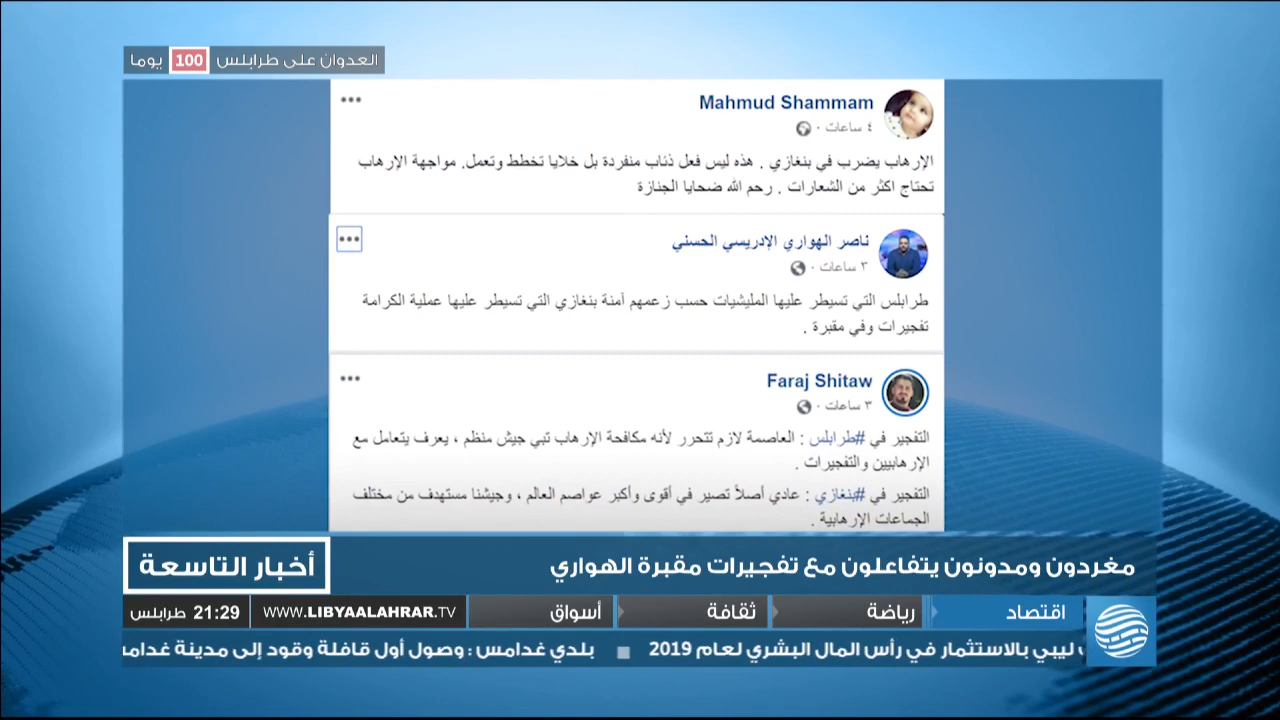 العدوان على طرابلس 100 يوما
Mahmud Shammam
٤ ساعات ·
الإرهاب يضرب في بنغازي . هذه ليس فعل ذئاب منفردة بل خلايا تخطط وتعمل. مواجهة الإرهاب
تحتاج اكثر من الشعارات . رحم الله ضحايا الجنازة
ناصر الهواري الإدريسي الحسني
٣ ساعات ·
طرابلس التي تسيطر عليها المليشيات حسب زعمهم آمنة بنغازي التي تسيطر عليها عملية الكرامة
تفجيرات وفي مقبرة .
Faraj Shitaw
٣ ساعات ·
التفجير في #طرابلس : العاصمة لازم تتحرر لأنه مكافحة الإرهاب تبي جيش منظم ، يعرف يتعامل مع
الإرهابيين والتفجيرات .
التفجير في #بنغازي : عادي أصلاً تصير في أقوى وأكبر عواصم العالم ، وجيشنا مستهدف من مختلف
الجماعات الإرهابية .
مغردون ومدونون يتفاعلون مع تفجيرات مقبرة الهواري
أخبار التاسعة
اقتصاد رياضة ثقافة أسواق WWW.LIBYAALAHRAR.TV 21:29 طرابلس
ليبي بالاستثمار في رأس المال البشري لعام 2019 ■ بلدي غدامس : وصول أول قافلة وقود إلى مدينة